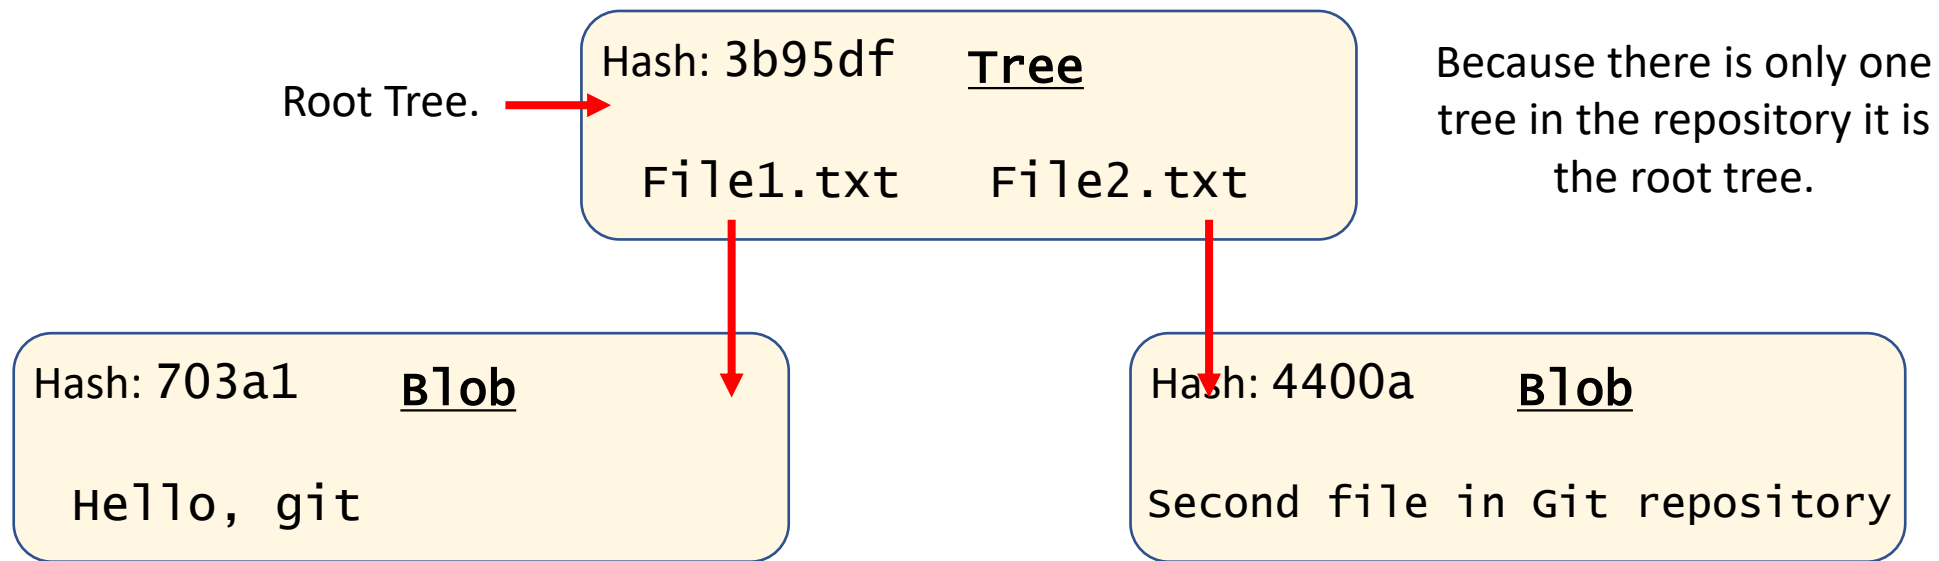 Hash: 3b95df Tree
Root Tree.
File1.txt File2.txt
Because there is only one
tree in the repository it is
the root tree.
Hash: 703a1 Blob
Hello, git
Hash: 4400a Blob
Second file in Git repository